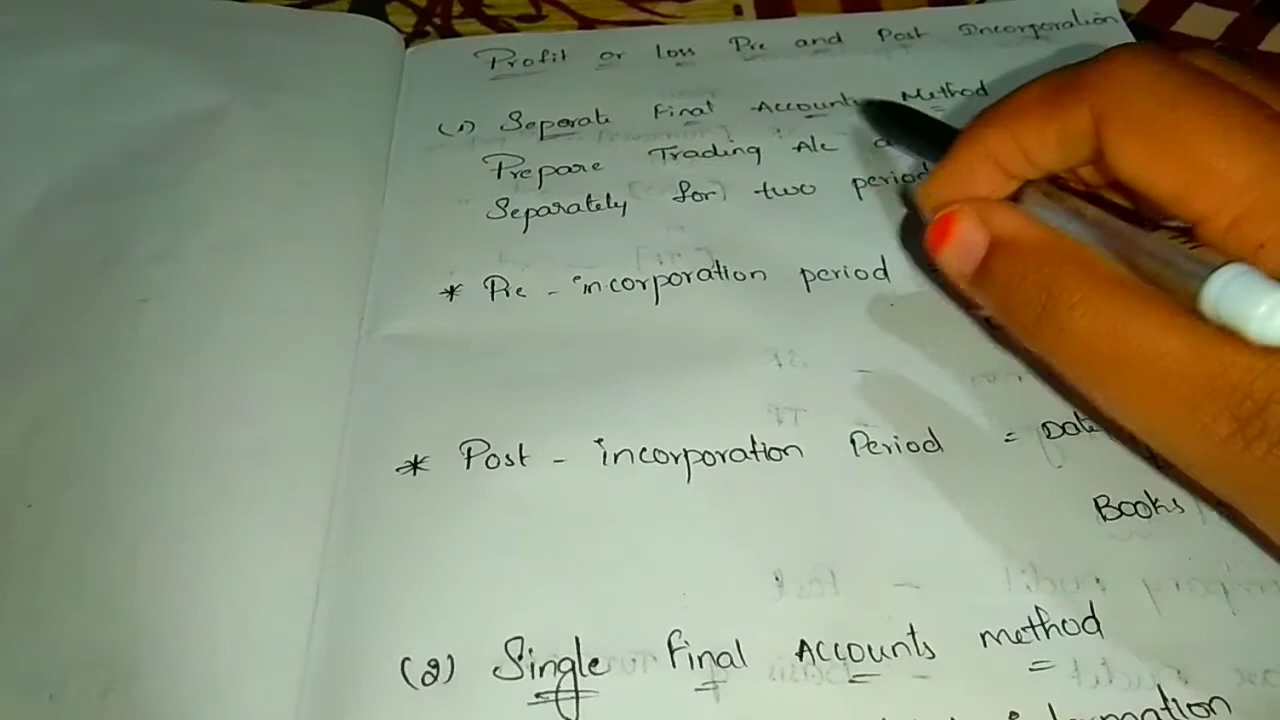 Profit or loss Pre and Post Incorporation
(1) Separate Final Accounts Method
Prepare Trading A/c
Separately for two period
* Pre - incorporation period
* Post - incorporation Period = Date
Books
(2) Single Final Accounts method